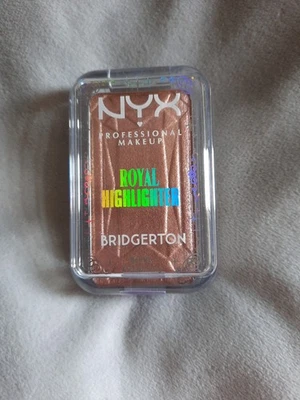 NYX
PROFESSIONAL
MAKEUP
ROYAL
HIGHLIGHTER
BRIDGERTON